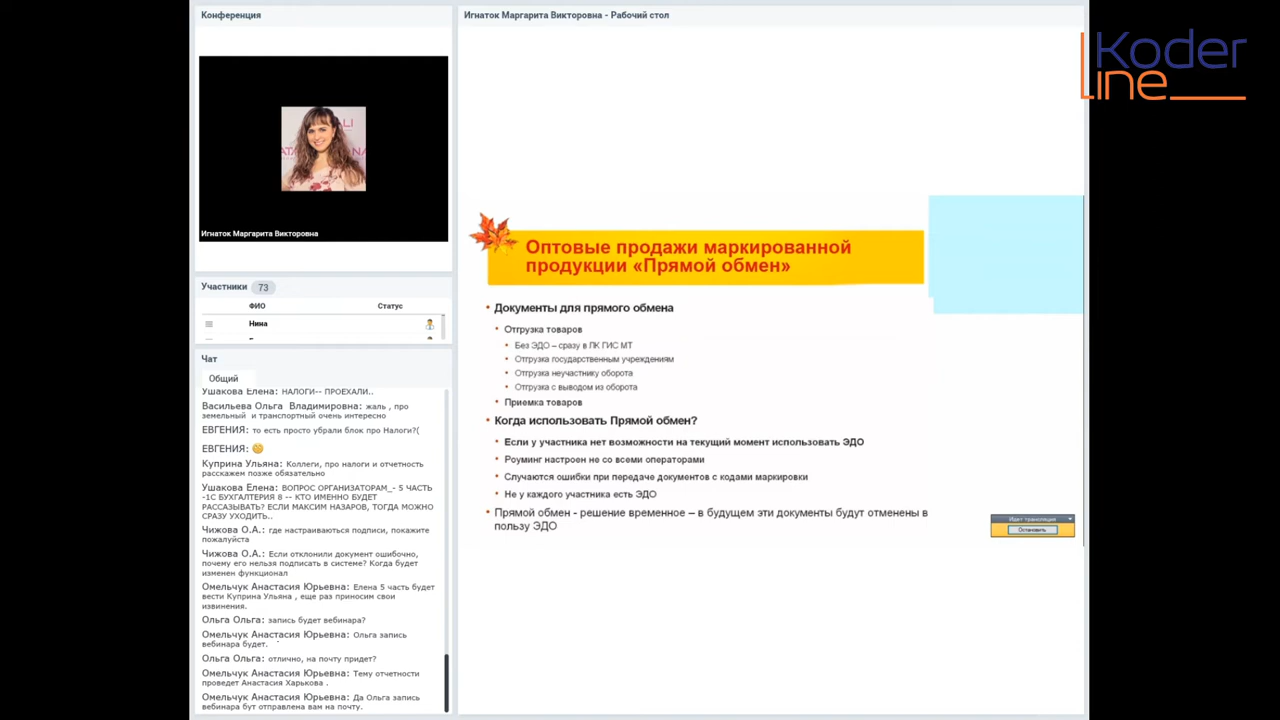 Конференция
Игнаток Маргарита Викторовна
Участники 73
ФИО Статус
Нина
Чат
Общий
Ушакова Елена: НАЛОГИ-- ПРОЕХАЛИ..
Васильева Ольга Владимировна: жаль , про
земельный и транспортный очень интересно
ЕВГЕНИЯ: то есть просто убрали блок про Налоги?(
ЕВГЕНИЯ:
Куприна Ульяна: Коллеги, про налоги и отчетность
расскажем позже обязательно
Ушакова Елена: ВОПРОС ОРГАНИЗАТОРАМ_- 5 ЧАСТЬ
-1С БУХГАЛТЕРИЯ 8 -- КТО ИМЕННО БУДЕТ
РАССКАЗЫВАТЬ? ЕСЛИ МАКСИМ НАЗАРОВ, ТОГДА МОЖНО
СРАЗУ УХОДИТЬ..
Чижова О.А.: где настраиваються подписи, покажите
пожалуйста
Чижова О.А.: Если отклонили документ ошибочно,
почему его нельзя подписать в системе? Когда будет
изменен функционал
Омельчук Анастасия Юрьевна: Елена 5 часть будет
вести Куприна Ульяна , еще раз приносим свои
извинения.
Ольга Ольга: запись будет вебинара?
Омельчук Анастасия Юрьевна: Ольга запись
вебинара будет.
Ольга Ольга: отлично, на почту придет?
Омельчук Анастасия Юрьевна: Тему отчетности
проведет Анастасия Харькова .
Омельчук Анастасия Юрьевна: Да Ольга запись
вебинара бут отправлена вам на почту.
Игнаток Маргарита Викторовна - Рабочий стол
Koder
Line
Оптовые продажи маркированной
продукции «Прямой обмен»
• Документы для прямого обмена
• Отгрузка товаров
• Без ЭДО – сразу в ЛК ГИС МТ
• Отгрузка государственным учреждениям
• Отгрузка неучастнику оборота
• Отгрузка с выводом из оборота
• Приемка товаров
• Когда использовать Прямой обмен?
• Если у участника нет возможности на текущий момент использовать ЭДО
• Роуминг настроен не со всеми операторами
• Случаются ошибки при передаче документов с кодами маркировки
• Не у каждого участника есть ЭДО
• Прямой обмен - решение временное – в будущем эти документы будут отменены в
пользу ЭДО
Идет трансляция
Остановить